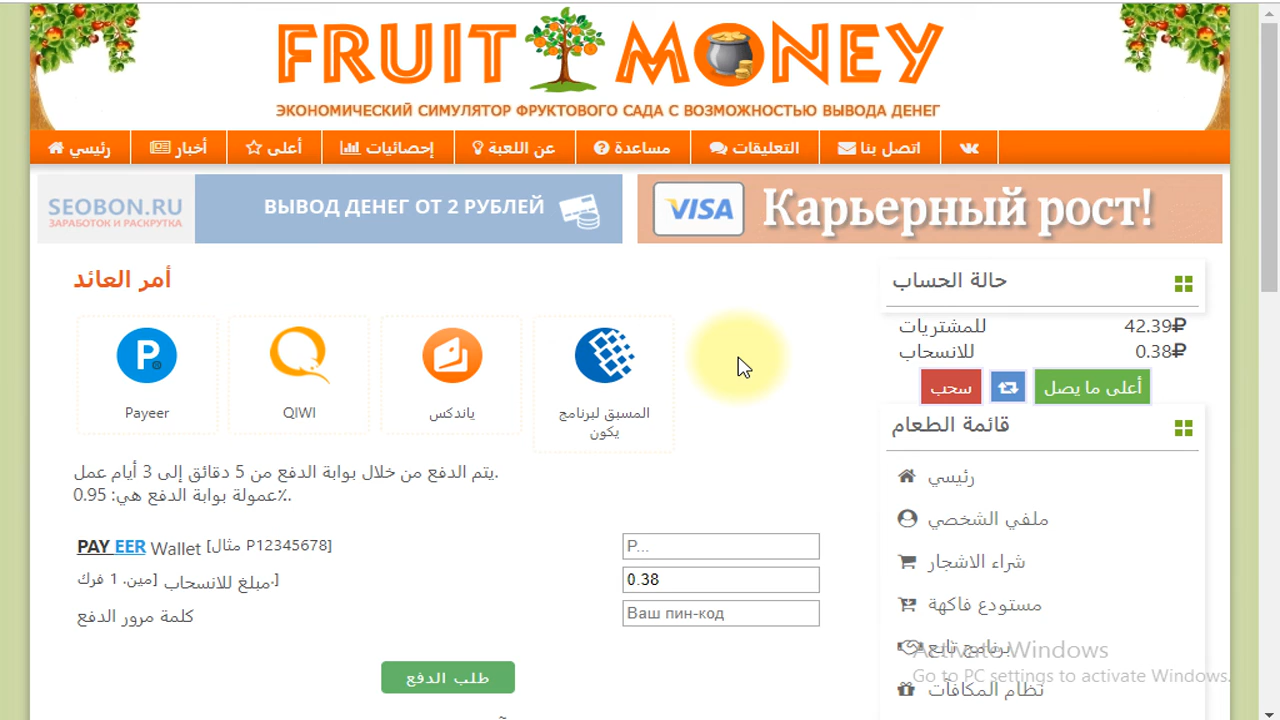 FRUIT MONEY
ЭКОНОМИЧЕСКИЙ СИМУЛЯТОР ФРУКТОВОГО САДА С ВОЗМОЖНОСТЬЮ ВЫВОДА ДЕНЕГ
رئيسي
أخبار
أعلى
إحصائيات
عن اللعبة
مساعدة
التعليقات
اتصل بنا
SEOBON.RU
ЗАРАБОТОК И РАСКРУТКА
ВЫВОД ДЕНЕГ ОТ 2 РУБЛЕЙ
VISA
Карьерный рост!
أمر العائد
Payeer
QIWI
ياندكس
المسبق لبرنامج
يكون
يتم الدفع من خلال بوابة الدفع من 5 دقائق إلى 3 أيام عمل.
عمولة بوابة الدفع هي: 0.95٪.
PAYEER Wallet [مثال P12345678]
P...
مبلغ للانسحاب [مين. 1 فرك.]
0.38
كلمة مرور الدفع
Ваш пин-код
طلب الدفع
حالة الحساب
للمشتريات 42.39₽
للانسحاب 0.38₽
سحب
أعلى ما يصل
قائمة الطعام
رئيسي
ملفي الشخصي
شراء الاشجار
مستودع فاكهة
برنامج تابع
نظام المكافآت
Activate Windows
Go to PC settings to activate Windows.